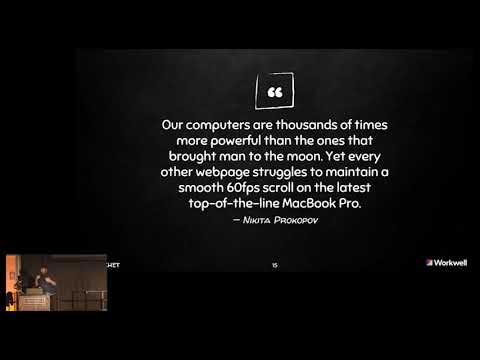 “
Our computers are thousands of times
more powerful than the ones that
brought man to the moon. Yet every
other webpage struggles to maintain a
smooth 60fps scroll on the latest
top-of-the-line MacBook Pro.
– Nikita Prokopov
15
Workwell